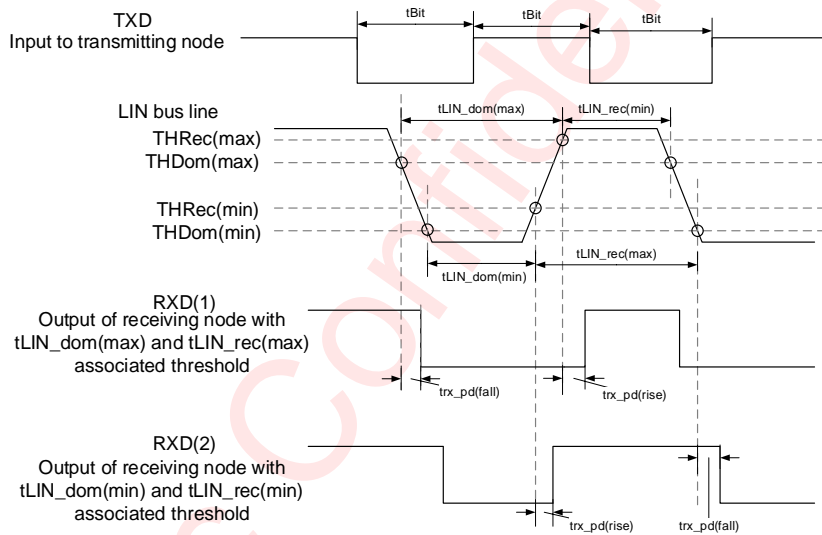 TXD
Input to transmitting node
tBit
tBit
tBit
LIN bus line
tLIN_dom(max)
tLIN_rec(min)
THRec(max)
THDom(max)
THRec(min)
THDom(min)
tLIN_dom(min)
tLIN_rec(max)
RXD(1)
Output of receiving node with
tLIN_dom(max) and tLIN_rec(max)
associated threshold
trx_pd(fall)
trx_pd(rise)
RXD(2)
Output of receiving node with
tLIN_dom(min) and tLIN_rec(min)
associated threshold
trx_pd(rise)
trx_pd(fall)
c Confider